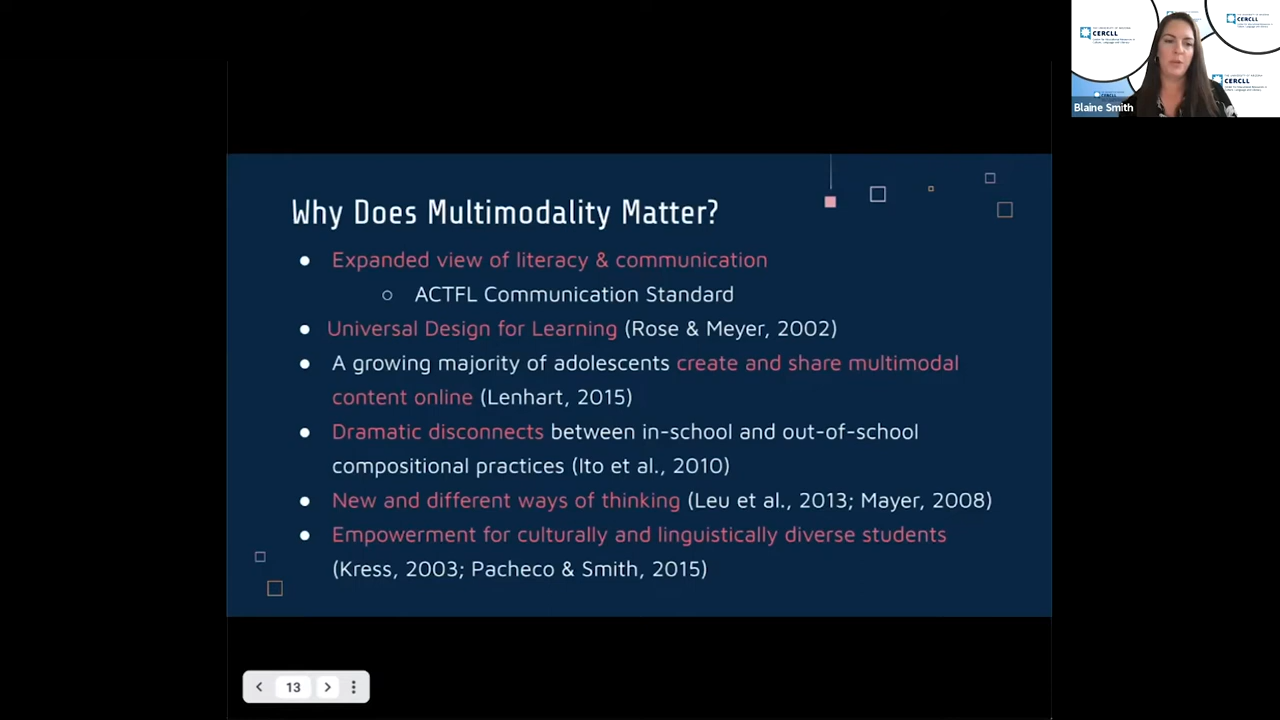 CERCLL
CERCLL
CERCLL
Blaine Smith
Why Does Multimodality Matter?
● Expanded view of literacy & communication
○ ACTFL Communication Standard
● Universal Design for Learning (Rose & Meyer, 2002)
● A growing majority of adolescents create and share multimodal
content online (Lenhart, 2015)
● Dramatic disconnects between in-school and out-of-school
compositional practices (Ito et al., 2010)
● New and different ways of thinking (Leu et al., 2013; Mayer, 2008)
● Empowerment for culturally and linguistically diverse students
(Kress, 2003; Pacheco & Smith, 2015)
13